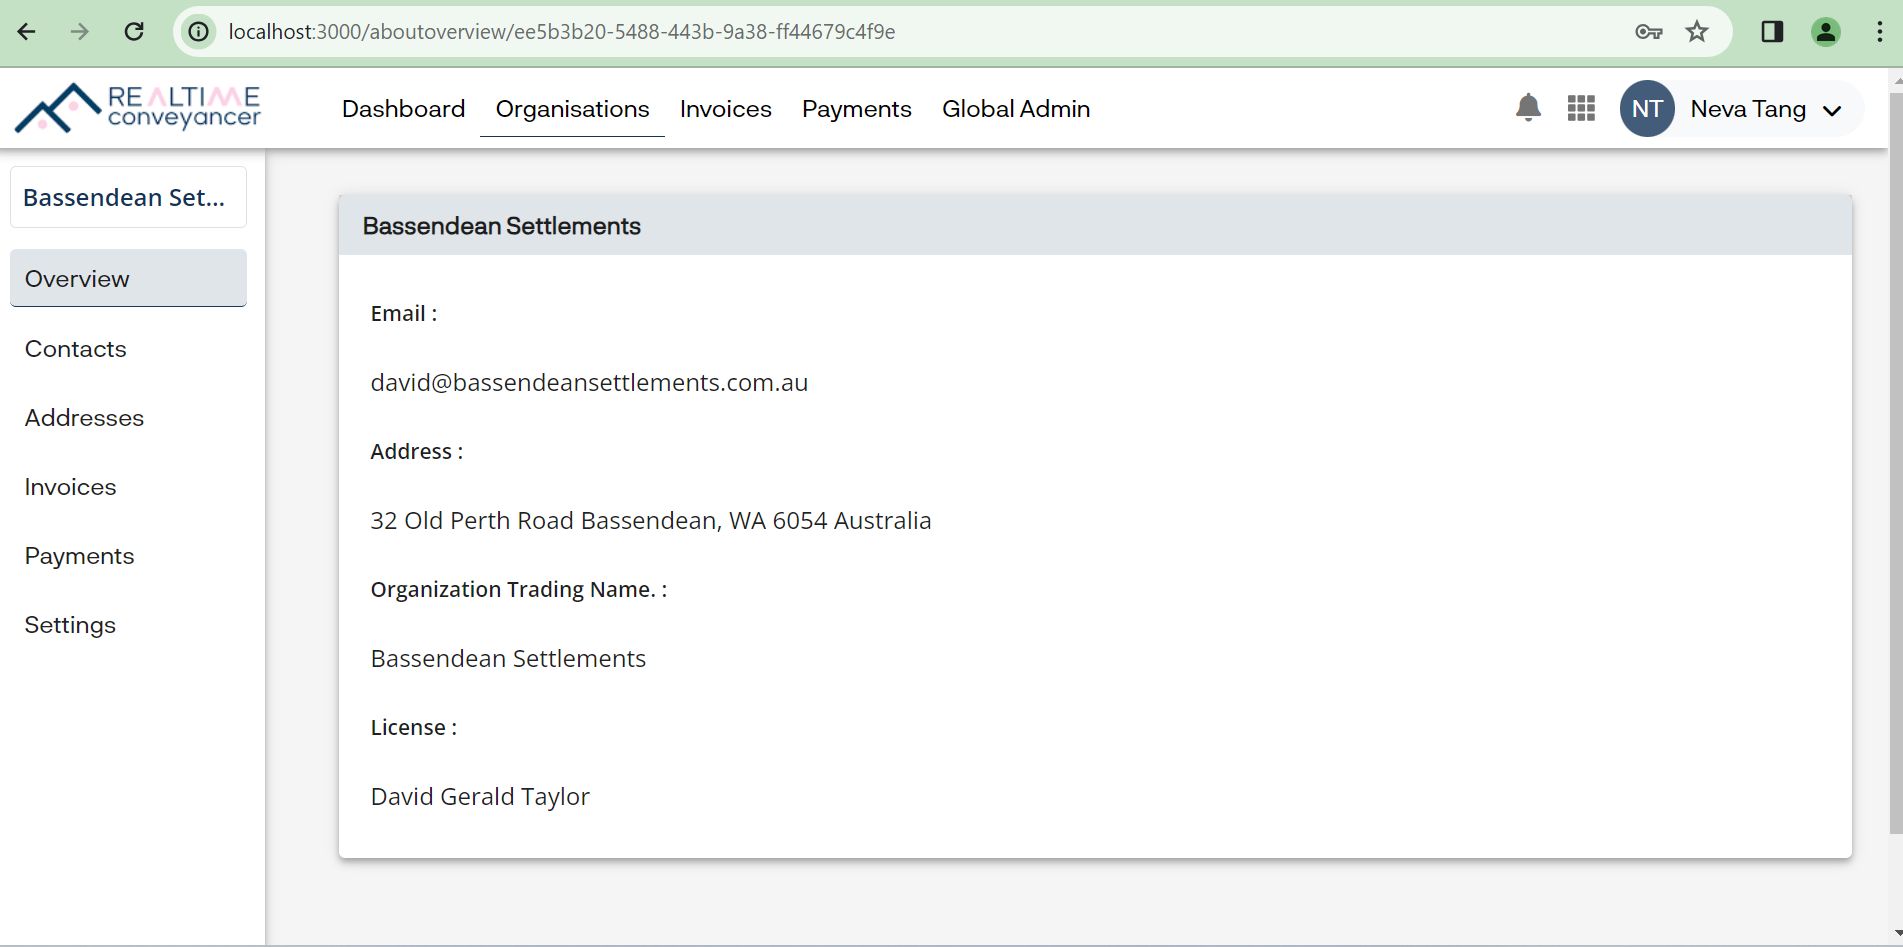 localhost:3000/aboutoverview/ee5b3b20-5488-443b-9a38-ff44679c4f9e
REALTIME
conveyancer
Dashboard Organisations Invoices Payments Global Admin
NT Neva Tang
Bassendean Set...
Overview
Contacts
Addresses
Invoices
Payments
Settings
Bassendean Settlements
Email :
david@bassendeansettlements.com.au
Address :
32 Old Perth Road Bassendean, WA 6054 Australia
Organization Trading Name. :
Bassendean Settlements
License :
David Gerald Taylor